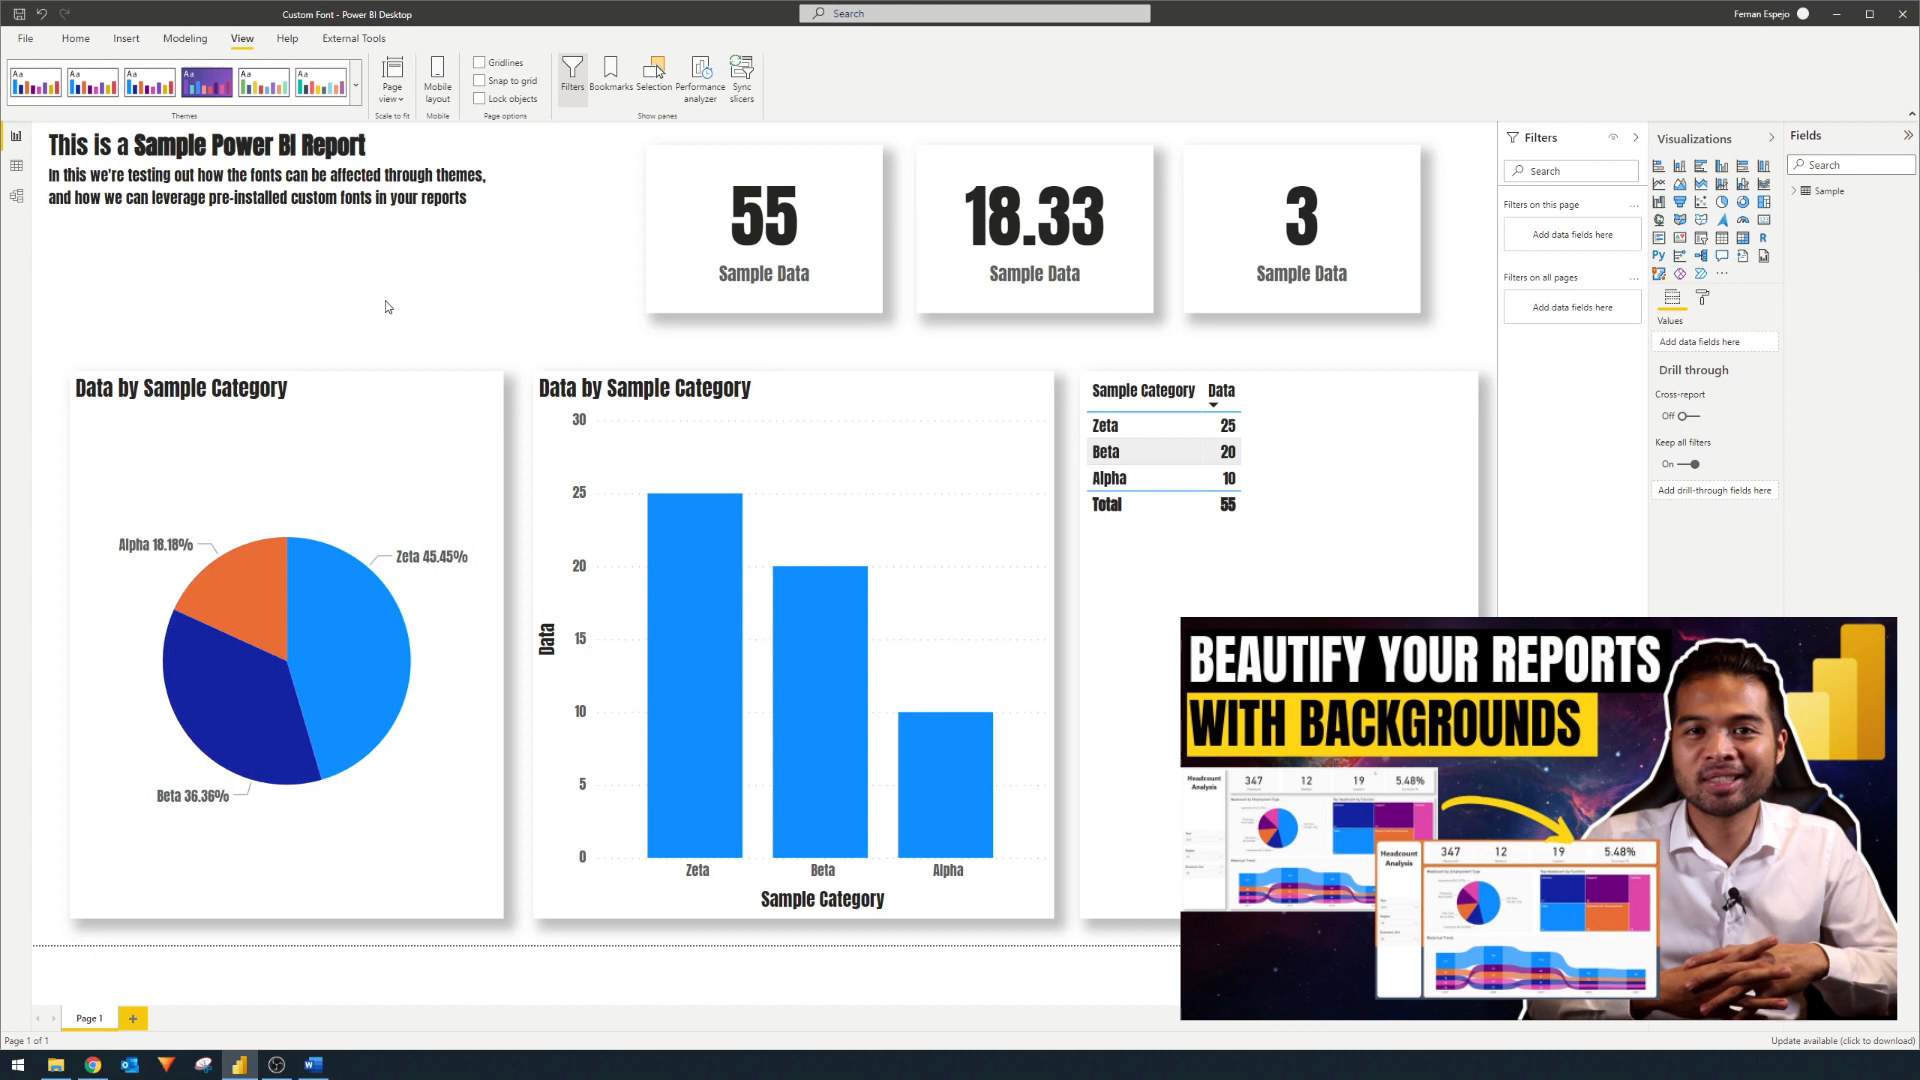 Custom Font - Power BI Desktop
Search
Fernan Espejo
File
Home
Insert
Modeling
View
Help
External Tools
Aa
Aa
Aa
Aa
Aa
Aa
Themes
Page view
Scale to fit
Mobile layout
Mobile
Gridlines
Snap to grid
Lock objects
Page options
Filters
Bookmarks
Selection
Performance analyzer
Sync slicers
Show panes
This is a Sample Power BI Report
In this we're testing out how the fonts can be affected through themes,
and how we can leverage pre-installed custom fonts in your reports
55
Sample Data
18.33
Sample Data
3
Sample Data
Data by Sample Category
Alpha 18.18%
Zeta 45.45%
Beta 36.36%
Data by Sample Category
30
25
20
15
10
5
0
Data
Zeta
Beta
Alpha
Sample Category
Sample Category Data
Zeta 25
Beta 20
Alpha 10
Total 55
Filters
Search
Filters on this page
...
Add data fields here
Filters on all pages
...
Add data fields here
Visualizations
R
Py
...
Values
Add data fields here
Drill through
Cross-report
Off
Keep all filters
On
Add drill-through fields here
Fields
Search
Sample
BEAUTIFY YOUR REPORTS
WITH BACKGROUNDS
Headcount
Analysis
347
12
19
5.48%
Headcount
Analysis
347
12
19
5.48%
Page 1
+
Page 1 of 1
Update available (click to download)